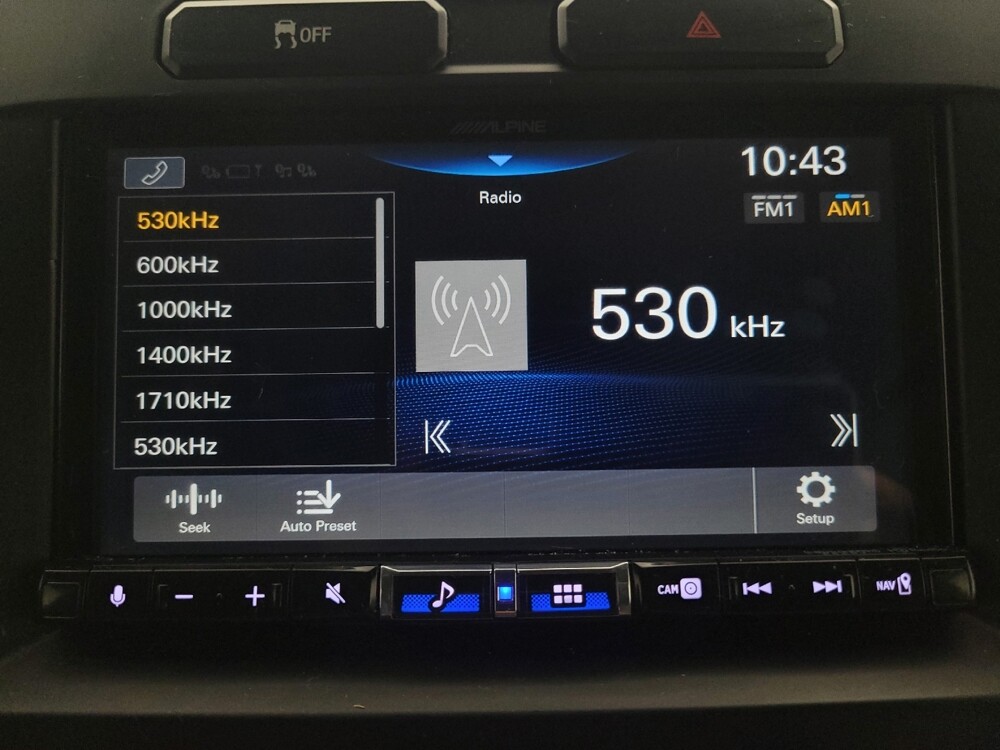 OFF
ALPINE
10:43
Radio
FM1 AM1
530kHz
600kHz
1000kHz
1400kHz
1710kHz
530kHz
530 kHz
Seek
Auto Preset
Setup
CAM
NAV